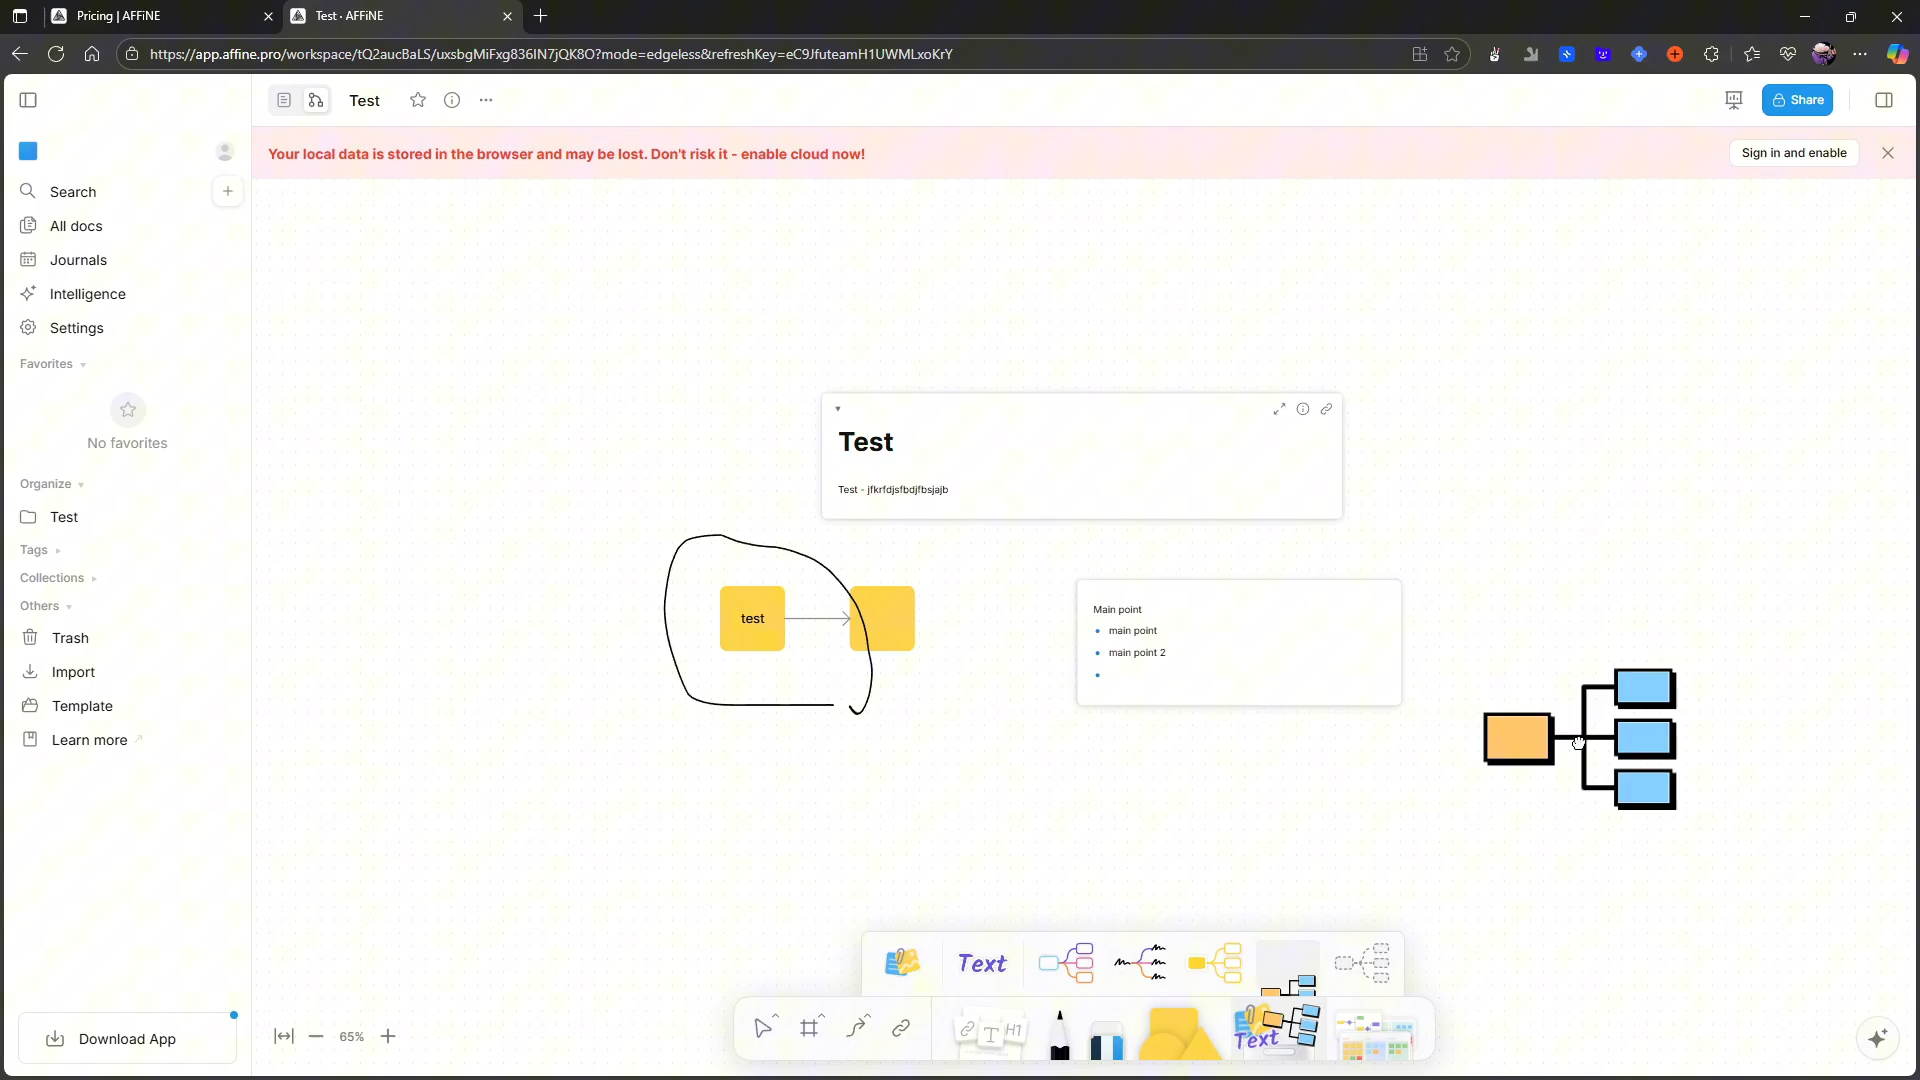 Pricing | AFFiNE
Test · AFFiNE
https://app.affine.pro/workspace/tQ2aucBaLS/uxsbgMiFxg836IN7jQK8O?mode=edgeless&refreshKey=eC9JfuteamH1UWMLxoKrY
Test
Share
Your local data is stored in the browser and may be lost. Don't risk it - enable cloud now!
Sign in and enable
Search
All docs
Journals
Intelligence
Settings
Favorites
No favorites
Organize
Test
Tags
Collections
Others
Trash
Import
Template
Learn more
Download App
Test
Test - jfkrfdjsfbdjfbsjajb
test
Main point
main point
main point 2
Text
65%
T
H1
Text